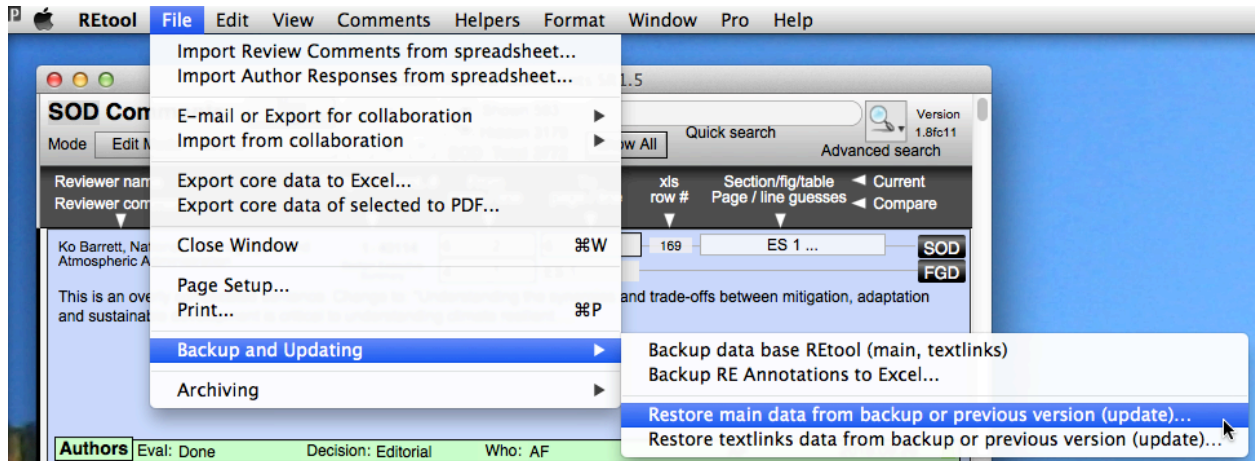 REtool File Edit View Comments Helpers Format Window Pro Help
Import Review Comments from spreadsheet...
Import Author Responses from spreadsheet...
E-mail or Export for collaboration
Import from collaboration
Export core data to Excel...
Export core data of selected to PDF...
Close Window ⌘W
Page Setup...
Print... ⌘P
Backup and Updating
Archiving
Backup data base REtool (main, textlinks)
Backup RE Annotations to Excel...
Restore main data from backup or previous version (update)...
Restore textlinks data from backup or previous version (update)...
1.5
SOD Com
Mode Edit
All Quick search
Version
1.8fc11
Advanced search
Reviewer
Reviewer
xls
row #
Section/fig/table Current
Page / line guesses Compare
Ko Barrett,
Atmospheric
169 ES 1 ... SOD
FGD
This is an
and trade-offs between mitigation, adaptation
and
Authors Eval: Done Decision: Editorial Who: AF